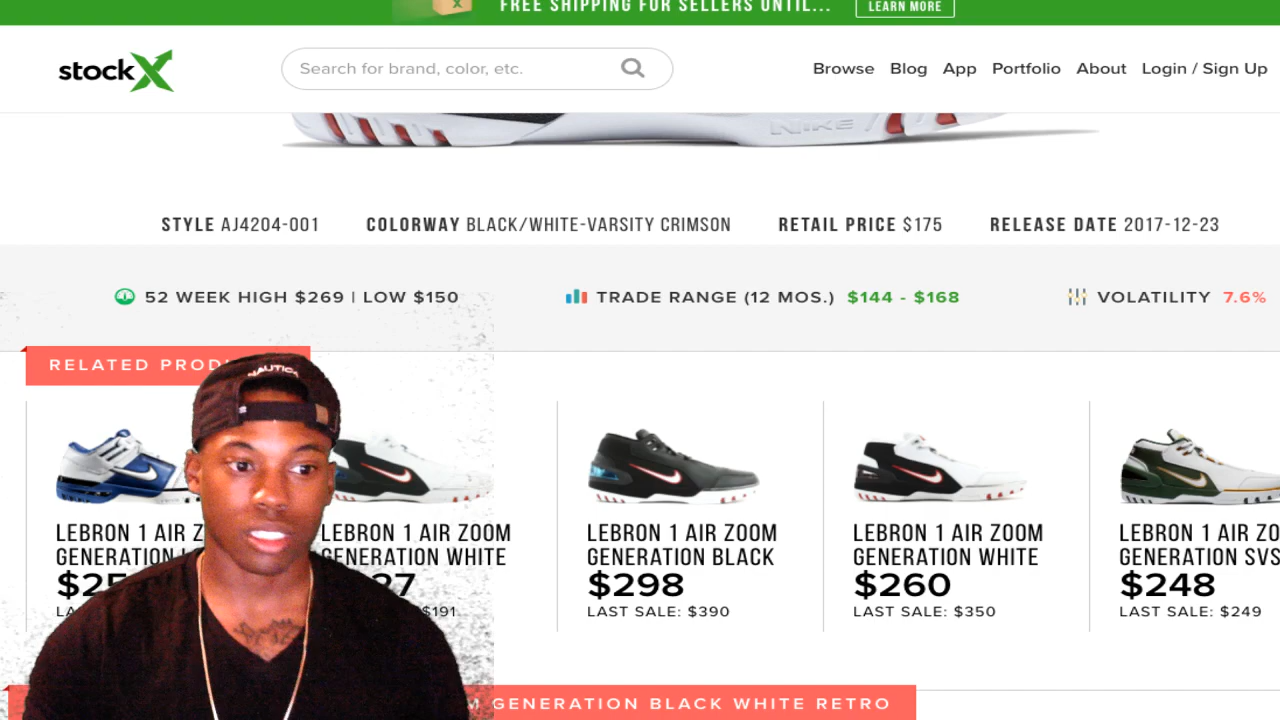 FREE SHIPPING FOR SELLERS UNTIL... LEARN MORE
stockX
Search for brand, color, etc.
Browse Blog App Portfolio About Login / Sign Up
NIKE
STYLE AJ4204-001 COLORWAY BLACK/WHITE-VARSITY CRIMSON RETAIL PRICE $175 RELEASE DATE 2017-12-23
52 WEEK HIGH $269 | LOW $150 TRADE RANGE (12 MOS.) $144 - $168 VOLATILITY 7.6%
RELATED
NAUTICA
LEBRON 1 AIR
GENERATION
LEBRON 1 AIR ZOOM
GENERATION WHITE
$191
LEBRON 1 AIR ZOOM
GENERATION BLACK
$298
LAST SALE: $390
LEBRON 1 AIR ZOOM
GENERATION WHITE
$260
LAST SALE: $350
LEBRON 1 AIR
GENERATION SVS
$248
LAST SALE: $249
GENERATION BLACK WHITE RETRO